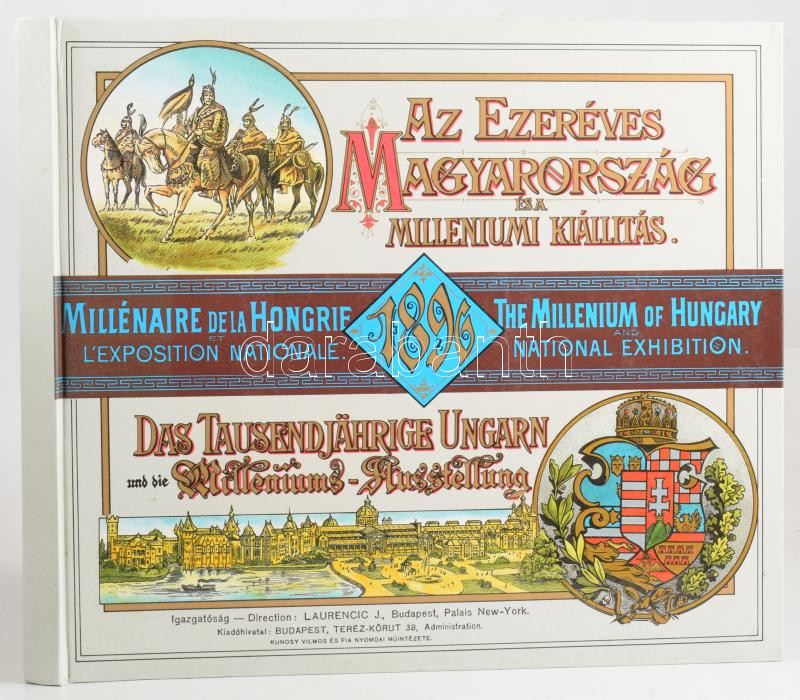 AZ EZERÉVES
MAGYARORSZÁG
ÉS A
MILLENIUMI KIÁLLITÁS.
MILLÉNAIRE DE LA HONGRIE
ET
L'EXPOSITION NATIONALE.
1896
THE MILLENIUM OF HUNGARY
AND
NATIONAL EXHIBITION.
darabanth
DAS TAUSENDJÄHRIGE UNGARN
und die Milleniums-Ausstellung
Igazgatóság — Direction: LAURENCIC J., Budapest, Palais New-York.
Kiadóhivatal: BUDAPEST, TERÉZ-KÖRUT 38, Administration.
KUNOSY VILMOS ÉS FIA NYOMDAI MŰINTÉZETE.